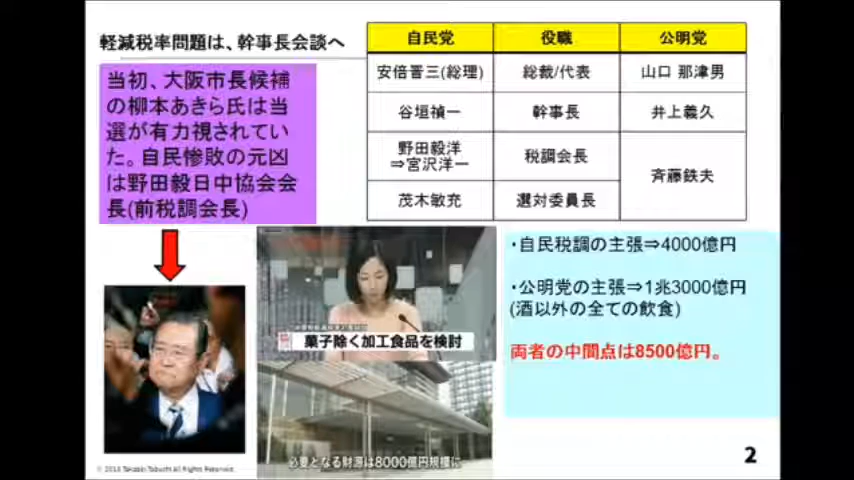 軽減税率問題は、幹事長会談へ
当初、大阪市長候補
の柳本あきら氏は当
選が有力視されてい
た。自民惨敗の元凶
は野田毅日中協会会
長(前税調会長)
自民党 役職 公明党
安倍晋三(総理) 総裁/代表 山口 那津男
谷垣禎一 幹事長 井上義久
野田毅洋
⇒宮沢洋一 税調会長
斉藤鉄夫
茂木敏充 選対委員長
・自民税調の主張⇒4000億円
・公明党の主張⇒1兆3000億円
(酒以外の全ての飲食)
両者の中間点は8500億円。
菓子除く加工食品を検討
必要となる財源は8000億円規模に
All Rights Reserved.
2